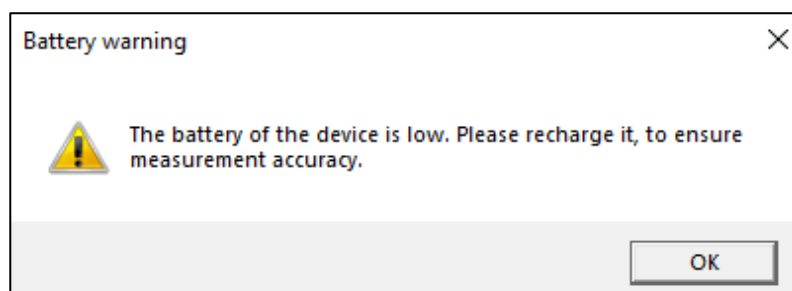 Battery warning
The battery of the device is low. Please recharge it, to ensure
measurement accuracy.
OK